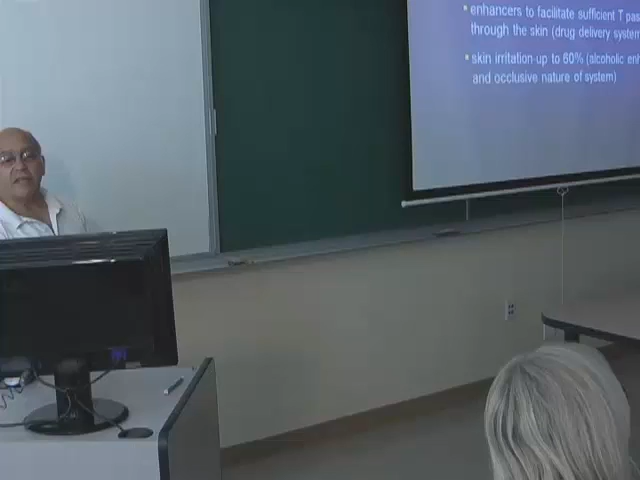 • enhancers to facilitate sufficient T
through the skin (drug delivery
• skin irritation-up to 60% (alcoholic
and occlusive nature of system)